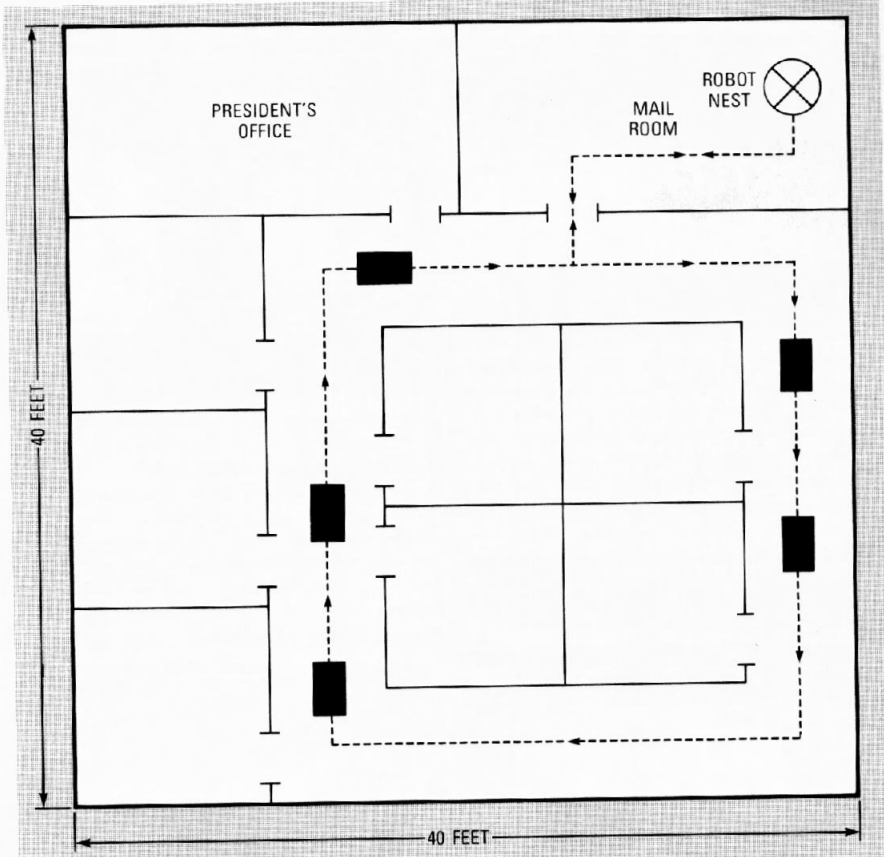 ROBOT
NEST
MAIL
ROOM
PRESIDENT'S
OFFICE
40 FEET
40 FEET